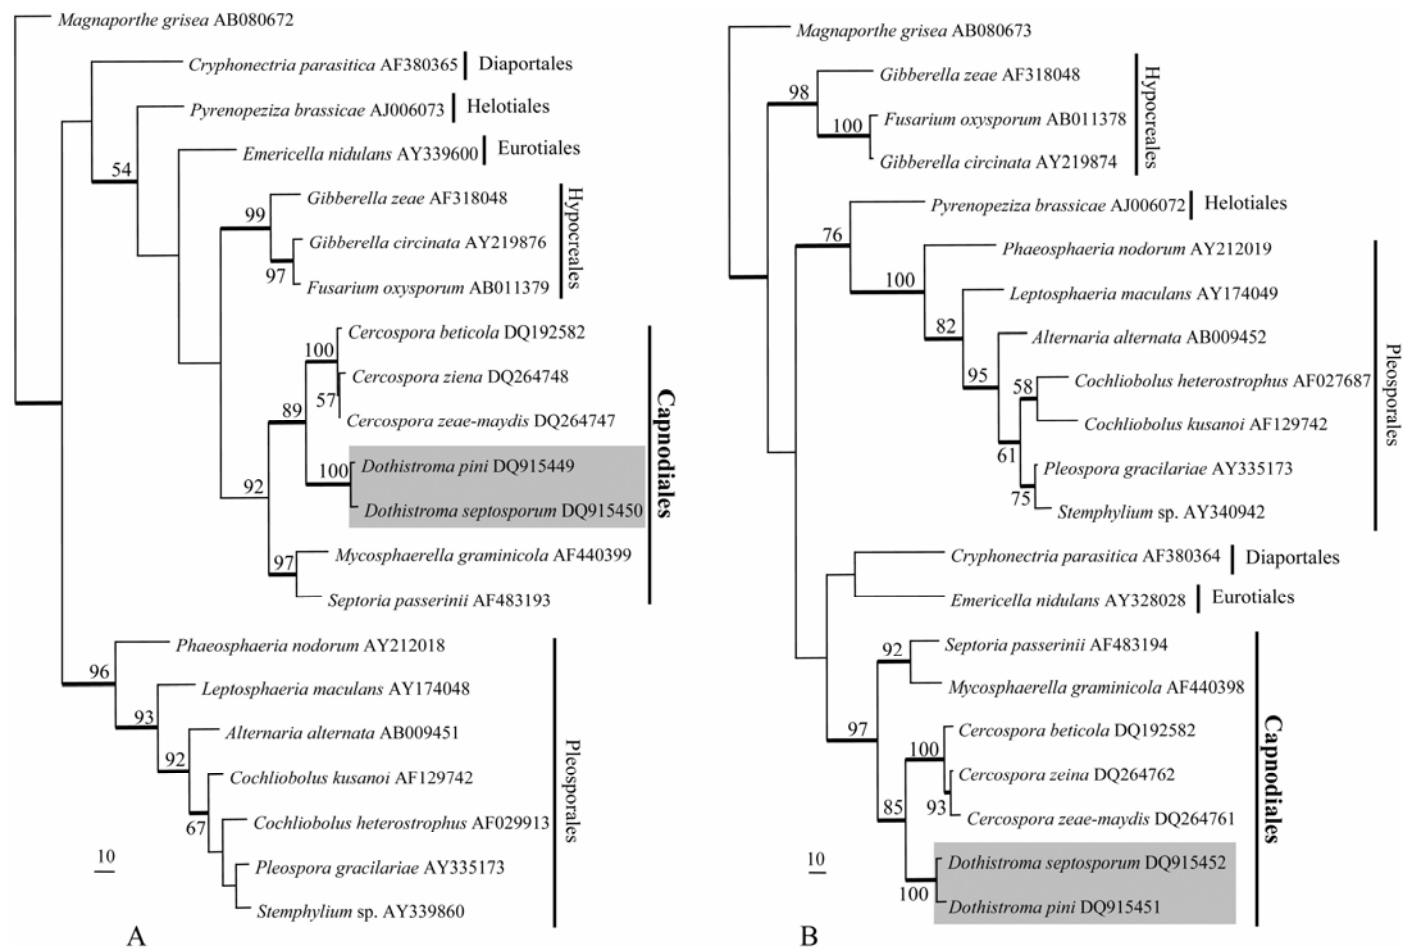 Magnaporthe grisea AB080672
Cryphonectria parasitica AF380365
Diaportales
Pyrenopeziza brassicae AJ006073
Helotiales
54
Emericella nidulans AY339600
Eurotiales
Gibberella zeae AF318048
99
Gibberella circinata AY219876
97
Fusarium oxysporum AB011379
Hypocreales
Cercospora beticola DQ192582
100
Cercospora ziena DQ264748
57
89
Cercospora zeae-maydis DQ264747
Dothistroma pini DQ915449
100
92
Dothistroma septosporum DQ915450
Mycosphaerella graminicola AF440399
97
Septoria passerinii AF483193
Capnodiales
Phaeosphaeria nodorum AY212018
96
Leptosphaeria maculans AY174048
93
Alternaria alternata AB009451
92
Cochliobolus kusanoi AF129742
67
Cochliobolus heterostrophus AF029913
Pleospora gracilariae AY335173
Stemphylium sp. AY339860
Pleosporales
10
A
Magnaporthe grisea AB080673
Gibberella zeae AF318048
98
Fusarium oxysporum AB011378
100
Gibberella circinata AY219874
Hypocreales
Pyrenopeziza brassicae AJ006072
Helotiales
76
Phaeosphaeria nodorum AY212019
100
Leptosphaeria maculans AY174049
82
Alternaria alternata AB009452
95
Cochliobolus heterostrophus AF027687
58
Cochliobolus kusanoi AF129742
61
Pleospora gracilariae AY335173
75
Stemphylium sp. AY340942
Pleosporales
Cryphonectria parasitica AF380364
Diaportales
Emericella nidulans AY328028
Eurotiales
Septoria passerinii AF483194
92
Mycosphaerella graminicola AF440398
97
Cercospora beticola DQ192582
100
Cercospora zeina DQ264762
93
85
Cercospora zeae-maydis DQ264761
Dothistroma septosporum DQ915452
100
Dothistroma pini DQ915451
Capnodiales
10
B